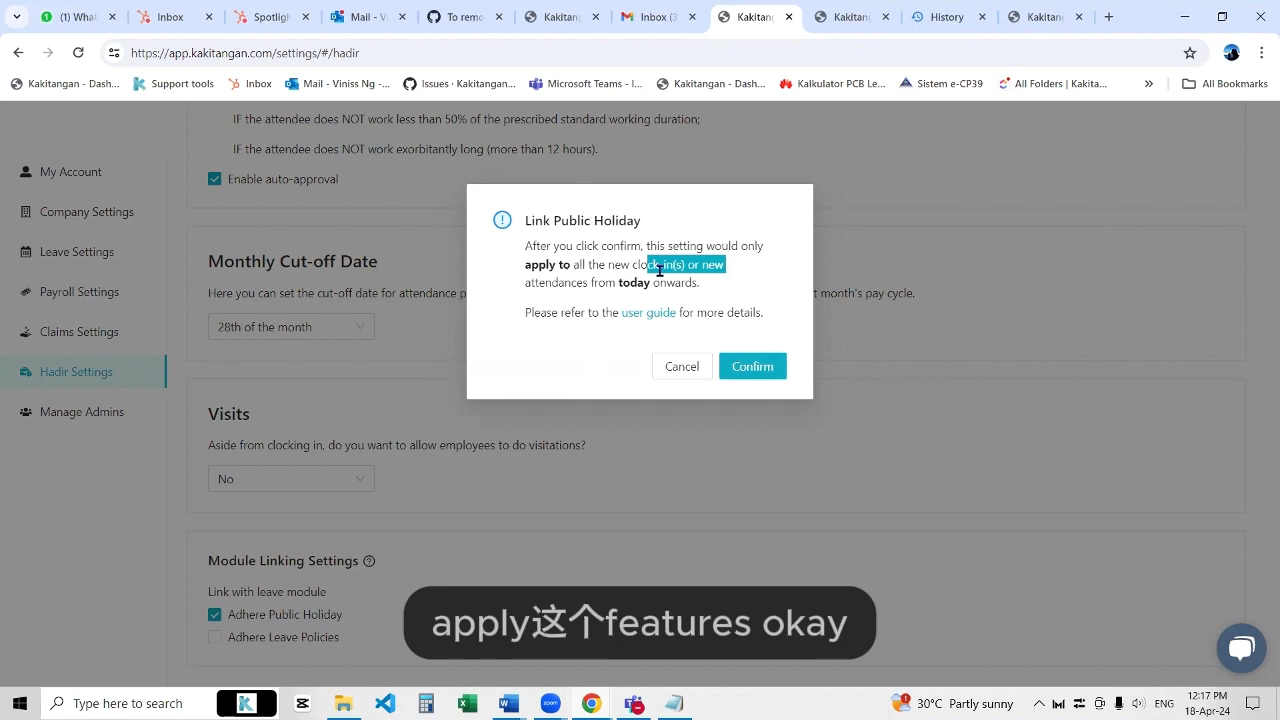 Wha
Inbox
Spotligh
Mail - Vi
To remo
Kakitan
Inbox (3
Kakitang
Kakitan
History
Kakitan
https://app.kakitangan.com/settings/#/hadir
Kakitangan - Dash...
Support tools
Inbox
Mail - Viniss Ng -...
Issues · Kakitangan...
Microsoft Teams - I...
Kakitangan - Dash...
Kalkulator PCB Le...
Sistem e-CP39
All Folders | Kakita...
All Bookmarks
IF the attendee does NOT work less than 50% of the prescribed standard working duration;
IF the attendee does NOT work exorbitantly long (more than 12 hours).
Enable auto-approval
My Account
Company Settings
Leave Settings
Payroll Settings
Claims Settings
Hadir Settings
Manage Admins
Link Public Holiday
After you click confirm, this setting would only
apply to all the new clock-in(s) or new
attendances from today onwards.
Please refer to the user guide for more details.
Cancel
Confirm
Monthly Cut-off Date
Here you can set the cut-off date for attendance p
t month's pay cycle.
28th of the month
Visits
Aside from clocking in, do you want to allow employees to do visitations?
No
Module Linking Settings
Link with leave module
Adhere Public Holiday
Adhere Leave Policies
apply这个features okay
Type here to search
30°C Partly sunny
ENG
12:17 PM
18-Apr-24